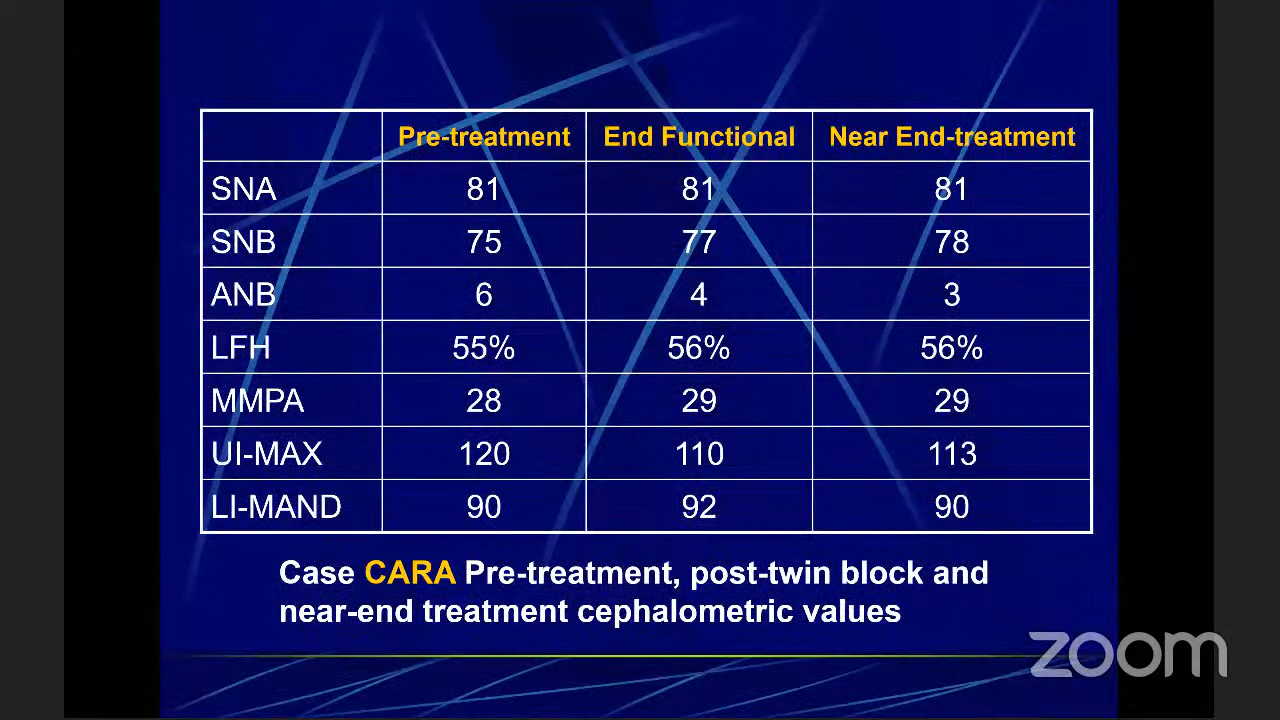 Pre-treatment End Functional Near End-treatment
SNA 81 81 81
SNB 75 77 78
ANB 6 4 3
LFH 55% 56% 56%
MMPA 28 29 29
UI-MAX 120 110 113
LI-MAND 90 92 90
Case CARA Pre-treatment, post-twin block and
near-end treatment cephalometric values
zoom